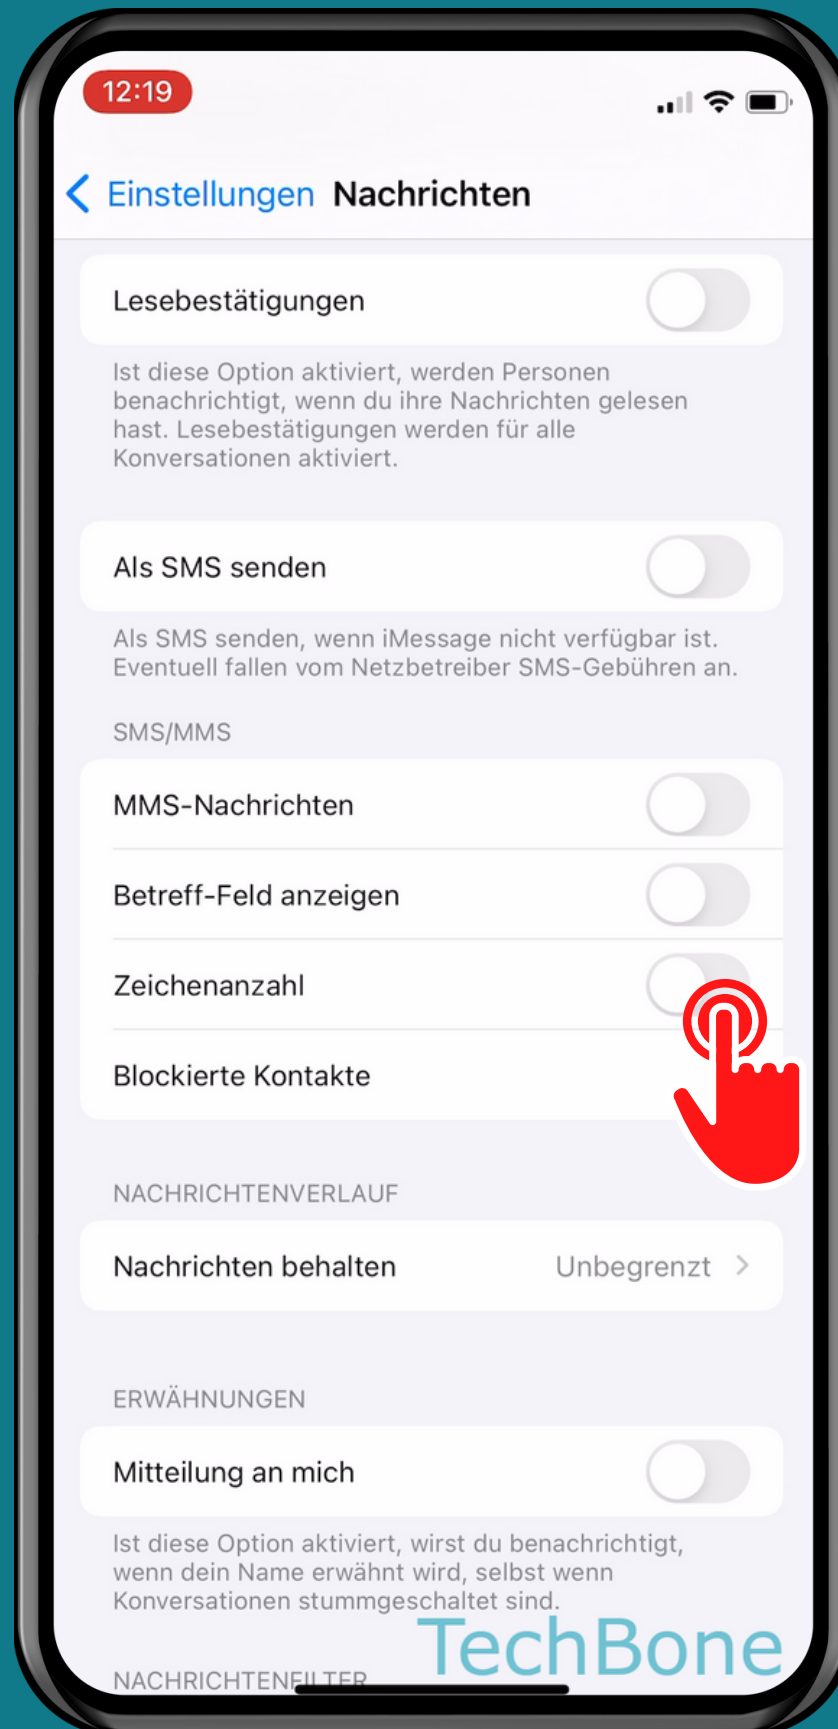 12:19
Einstellungen Nachrichten
Lesebestätigungen
Ist diese Option aktiviert, werden Personen
benachrichtigt, wenn du ihre Nachrichten gelesen
hast. Lesebestätigungen werden für alle
Konversationen aktiviert.
Als SMS senden
Als SMS senden, wenn iMessage nicht verfügbar ist.
Eventuell fallen vom Netzbetreiber SMS-Gebühren an.
SMS/MMS
MMS-Nachrichten
Betreff-Feld anzeigen
Zeichenanzahl
Blockierte Kontakte
NACHRICHTENVERLAUF
Nachrichten behalten Unbegrenzt
ERWÄHNUNGEN
Mitteilung an mich
Ist diese Option aktiviert, wirst du benachrichtigt,
wenn dein Name erwähnt wird, selbst wenn
Konversationen stummgeschaltet sind.
TechBone
NACHRICHTENFILTER